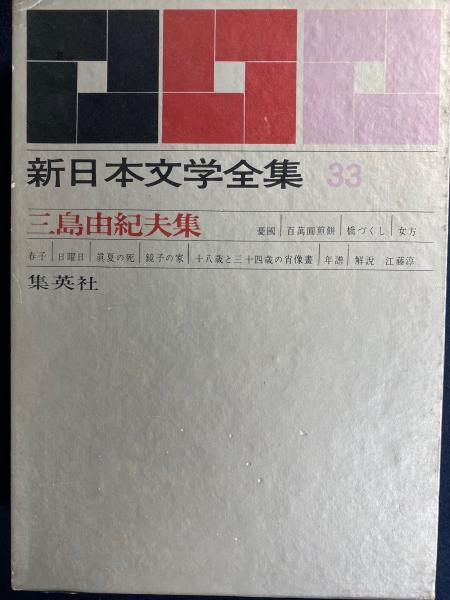 新日本文学全集 33
三島由紀夫集 憂國 百萬圓煎餅 橋づくし 女方
春子 日曜日 眞夏の死 鏡子の家 十八歳と三十四歳の肖像畫 年譜 解説 江藤淳
集英社